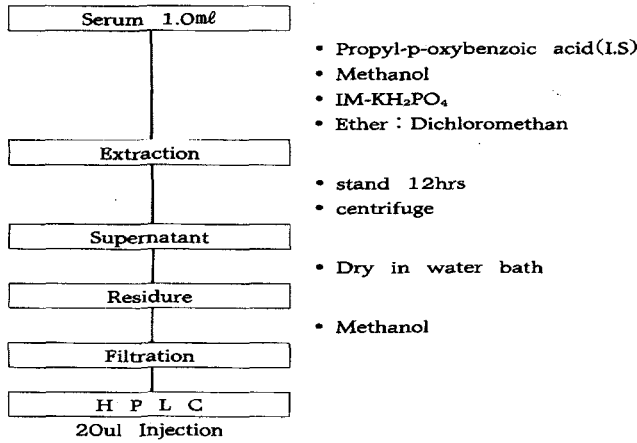 Serum 1.0㎖
• Propyl-p-oxybenzoic acid(I.S)
• Methanol
• IM-KH₂PO₄
• Ether : Dichloromethan
Extraction
• stand 12hrs
• centrifuge
Supernatant
• Dry in water bath
Residure
• Methanol
Filtration
H P L C
20ul Injection